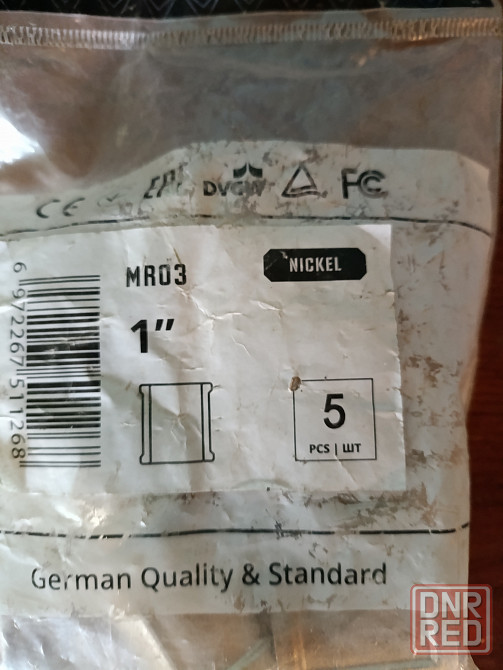 CE EAC DVGW FC
MR03
NICKEL
1"
5
PCS | ШТ
6 972267 511268
German Quality & Standard
DNR
RED